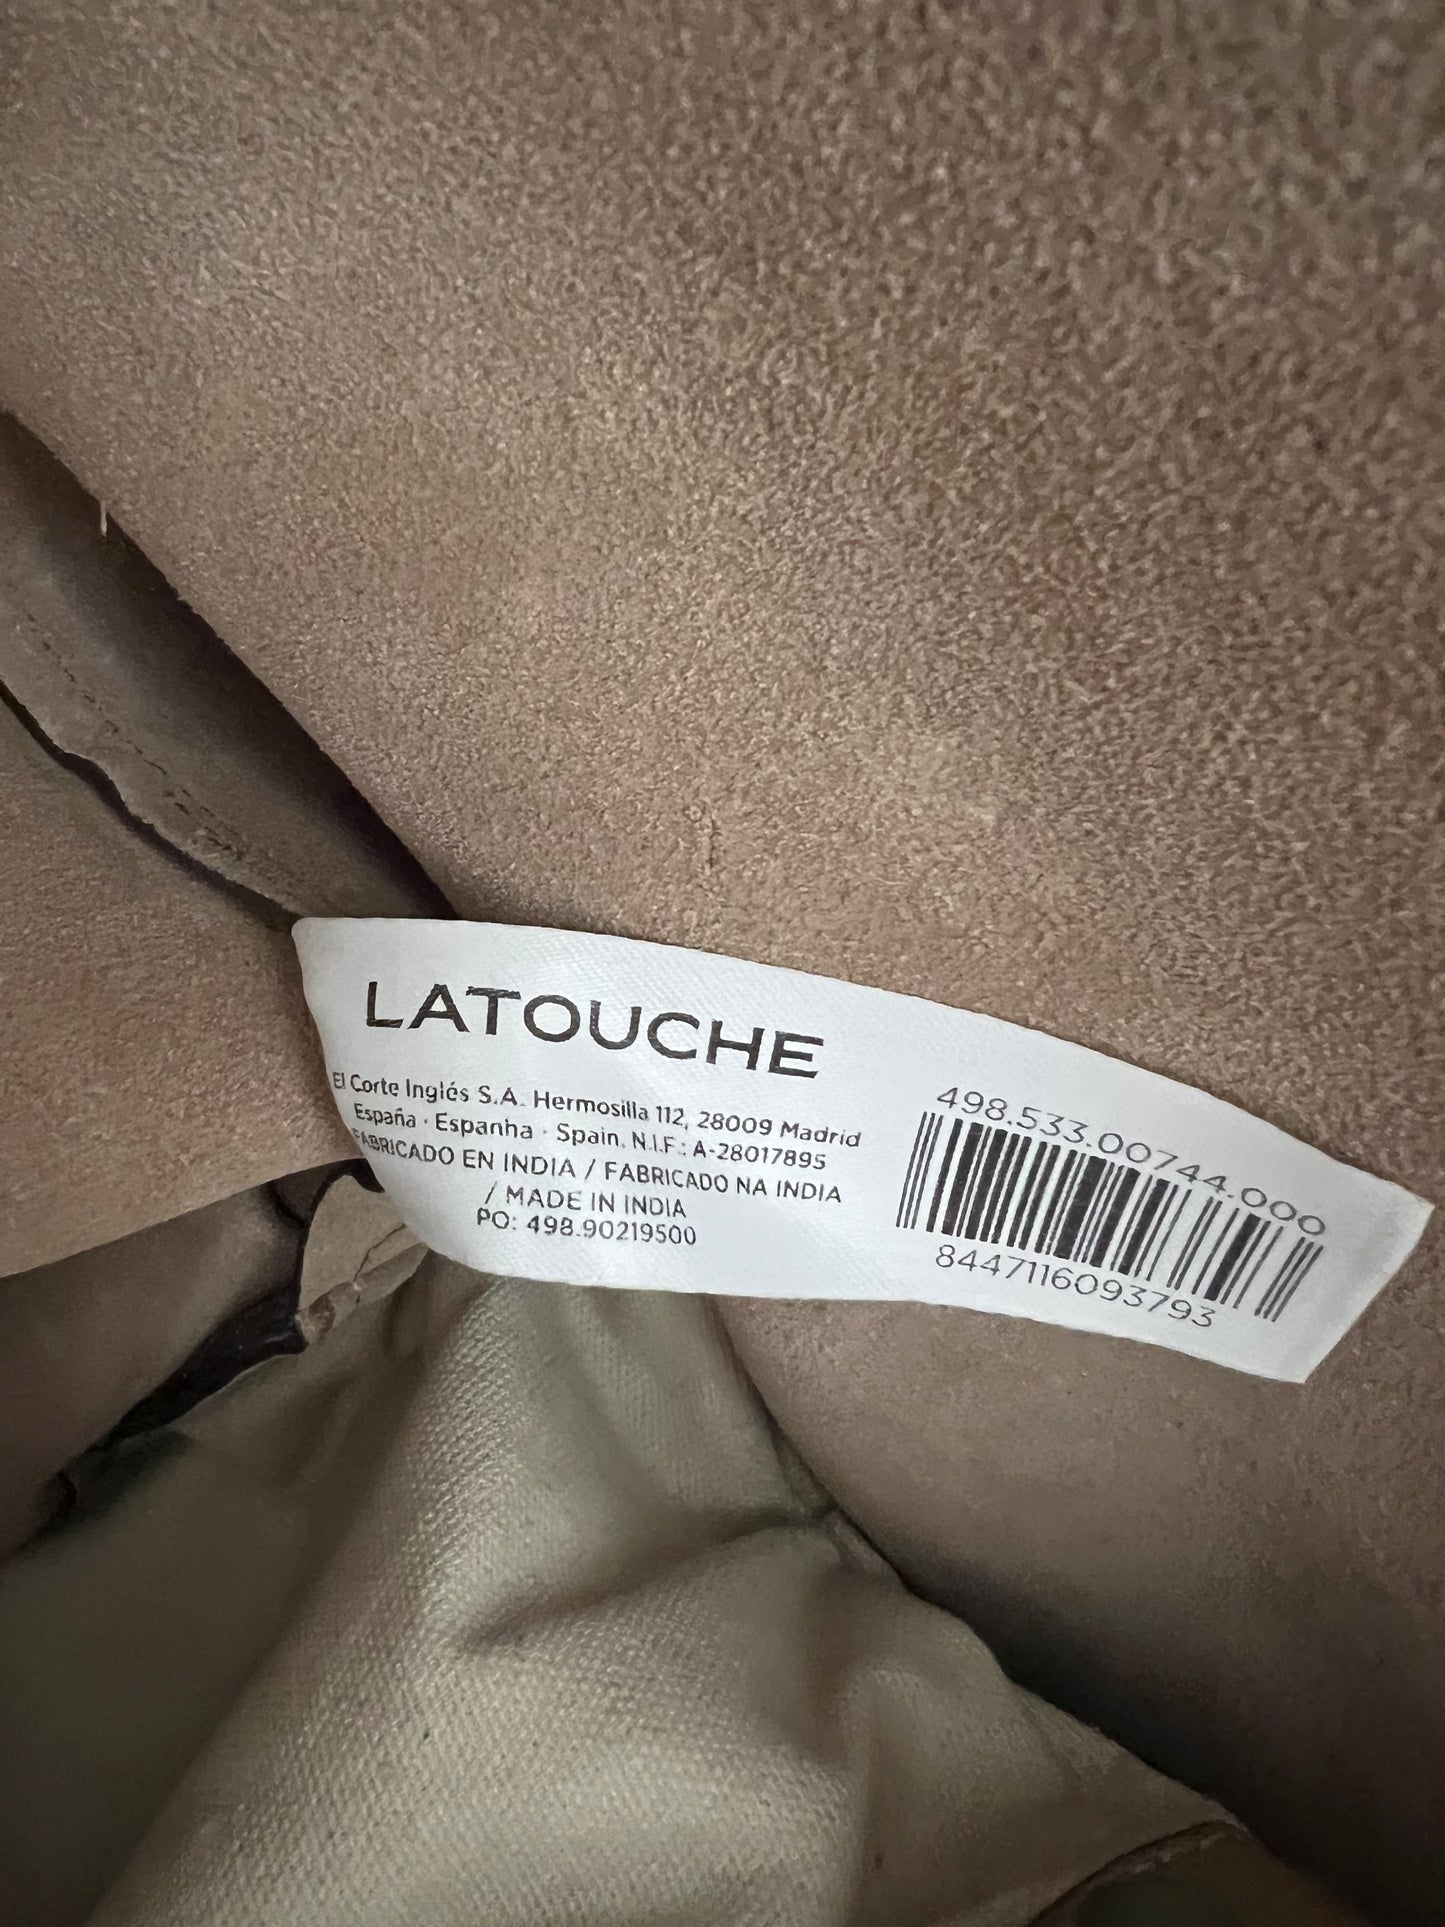 LATOUCHE
El Corte Inglés S.A. Hermosilla 112, 28009 Madrid
España · Espanha · Spain. N.I.F.: A-28017895
FABRICADO EN INDIA / FABRICADO NA INDIA
/ MADE IN INDIA
PO: 498.90219500
498.533.00744.000
8447116093793